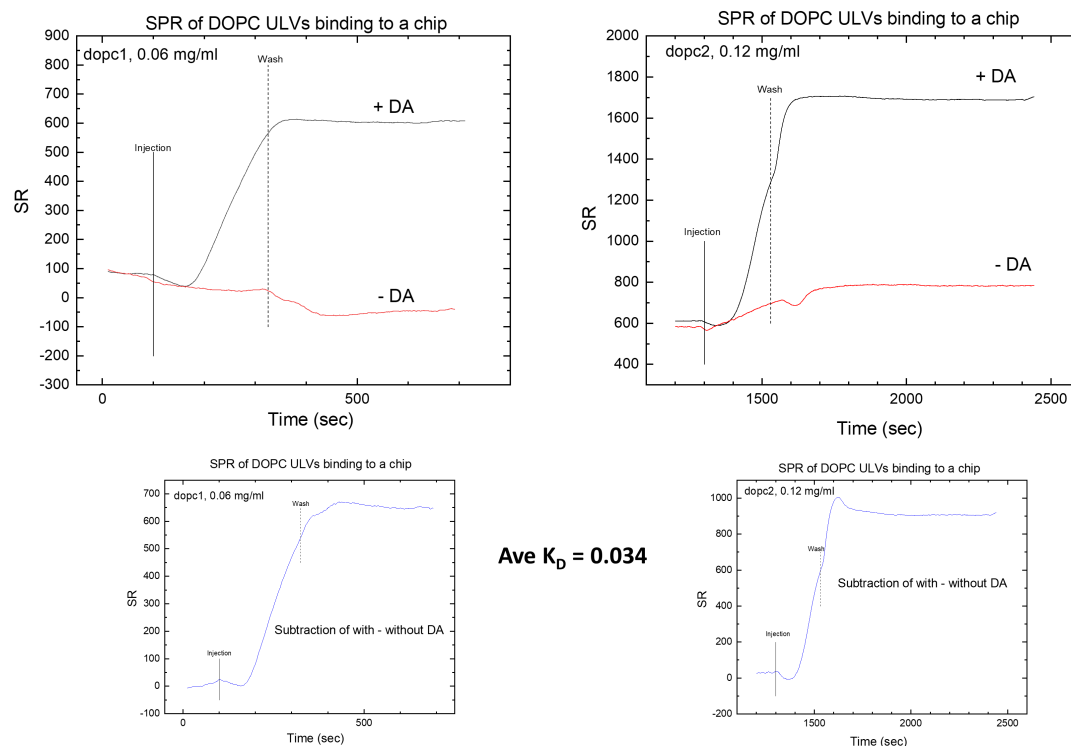 SPR of DOPC ULVs binding to a chip
dopc1, 0.06 mg/ml
Wash
Injection
+ DA
- DA
SR
900
800
700
600
500
400
300
200
100
0
-100
-200
-300
0
500
Time (sec)
SPR of DOPC ULVs binding to a chip
dopc2, 0.12 mg/ml
Wash
Injection
+ DA
- DA
SR
2000
1800
1600
1400
1200
1000
800
600
400
1500
2000
2500
Time (sec)
SPR of DOPC ULVs binding to a chip
dopc1, 0.06 mg/ml
Wash
Injection
Subtraction of with - without DA
SR
700
600
500
400
300
200
100
0
-100
0
500
Time (sec)
Ave KD = 0.034
SPR of DOPC ULVs binding to a chip
dopc2, 0.12 mg/ml
Wash
Injection
Subtraction of with - without DA
SR
1000
800
600
400
200
0
-200
1500
2000
2500
Time (sec)